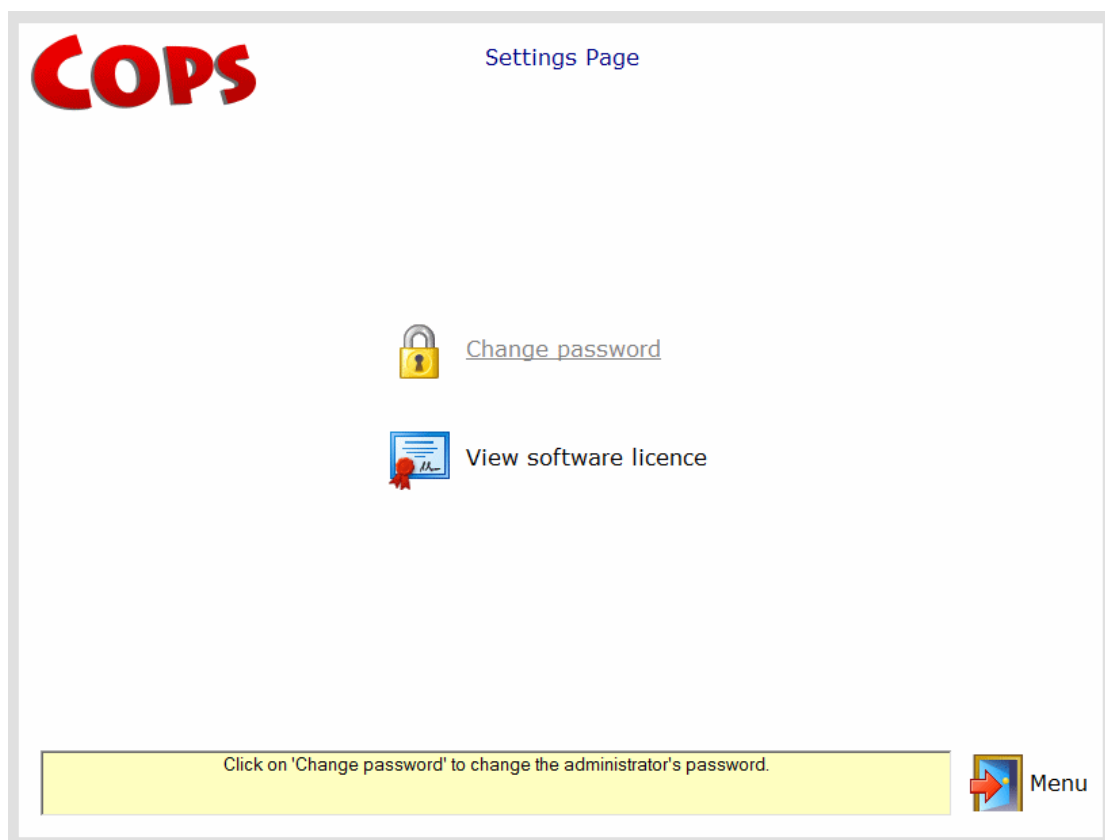 COPS
Settings Page
Change password
View software licence
Click on 'Change password' to change the administrator's password.
Menu